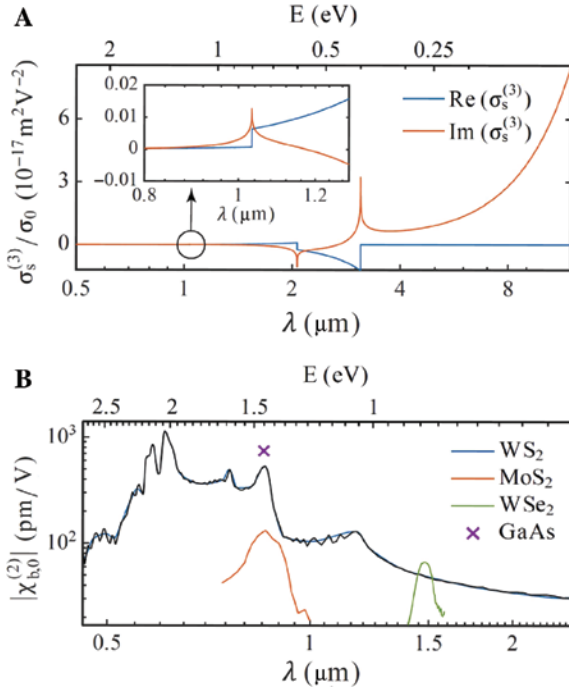 A
E (eV)
2 1 0.5 0.25
σs(3)/σ0 (10−17 m2 V−2)
6
3
0
Re (σs(3))
Im (σs(3))
0.02
0.01
0
−0.01
0.8 1 1.2
λ (μm)
0.5 1 2 4 8
λ (μm)
B
E (eV)
2.5 2 1.5 1
|χb,0(2)| (pm/V)
103
102
WS2
MoS2
WSe2
GaAs
0.5 1 1.5 2
λ (μm)